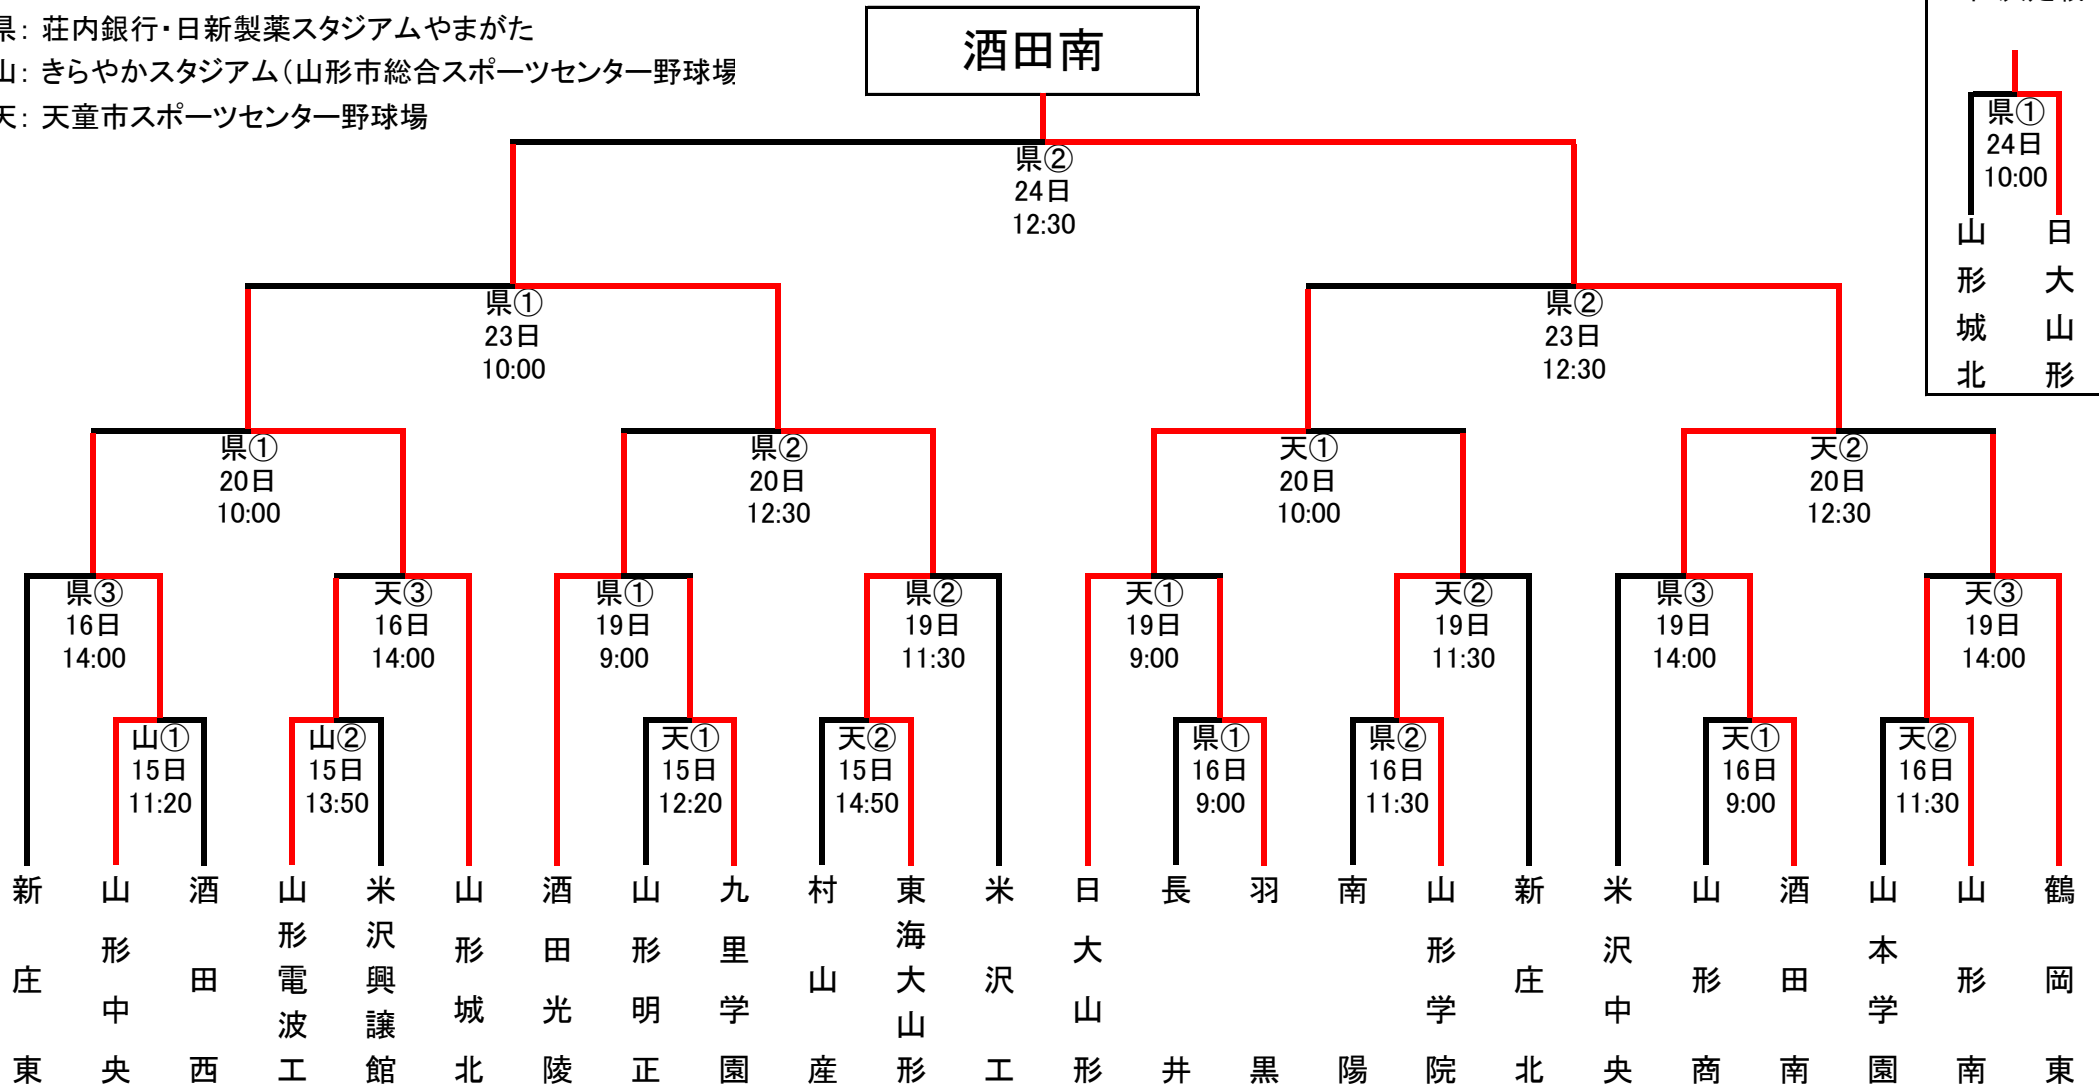 県： 荘内銀行・日新製薬スタジアムやまがた
山： きらやかスタジアム（山形市総合スポーツセンター野球場
天： 天童市スポーツセンター野球場
酒田南
県②
24日
12:30
県①
24日
10:00
山形城北
日大山形
県①
23日
10:00
県②
23日
12:30
県①
20日
10:00
県②
20日
12:30
天①
20日
10:00
天②
20日
12:30
県③
16日
14:00
天③
16日
14:00
県①
19日
9:00
県②
19日
11:30
天①
19日
9:00
天②
19日
11:30
県③
19日
14:00
天③
19日
14:00
山①
15日
11:20
山②
15日
13:50
天①
15日
12:20
天②
15日
14:50
県①
16日
9:00
県②
16日
11:30
天①
16日
9:00
天②
16日
11:30
新庄東
山形中央
酒田西
山形電波工
米沢興譲館
山形城北
酒田光陵
山形明正
九里学園
村山産
東海大山形
米沢工
日大山形
長井
羽黒
南陽
山形学院
新庄北
米沢中央
山形商
酒田南
山本学園
山形南
鶴岡東